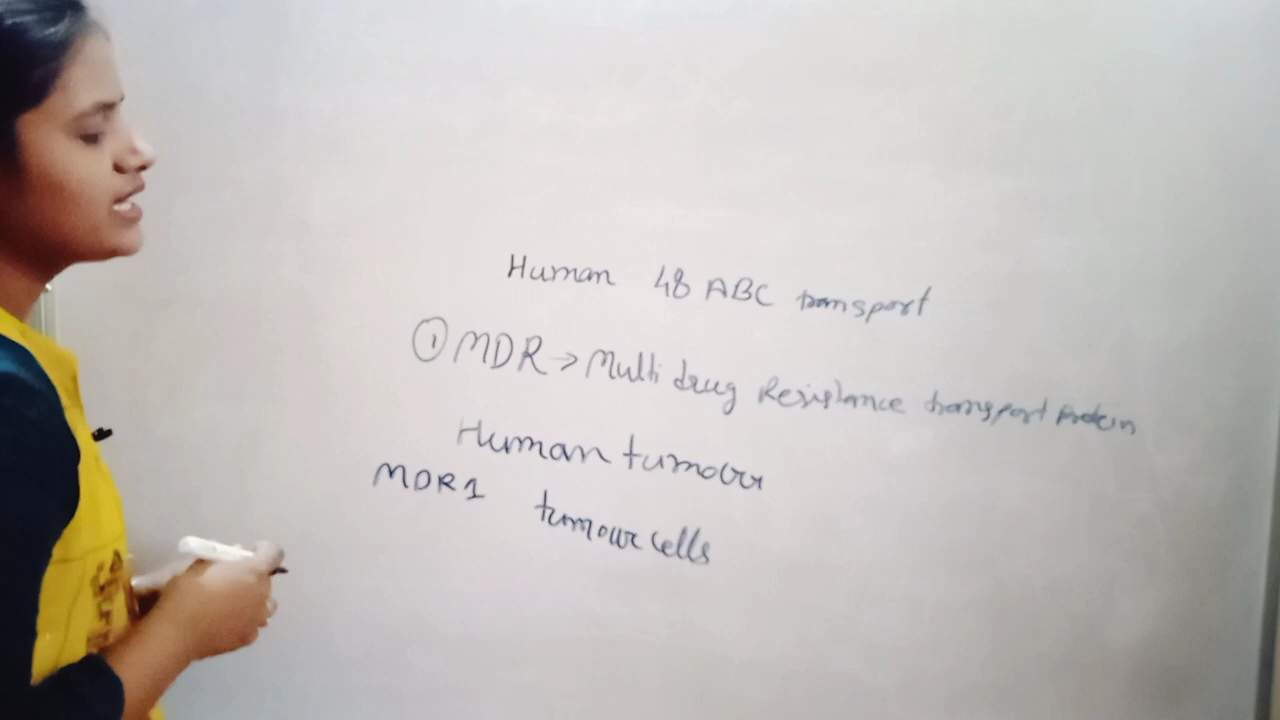 Human 48 ABC transport
① MDR → Multi drug Resistance transport Protein
Human tumour
MDR1 tumour cells